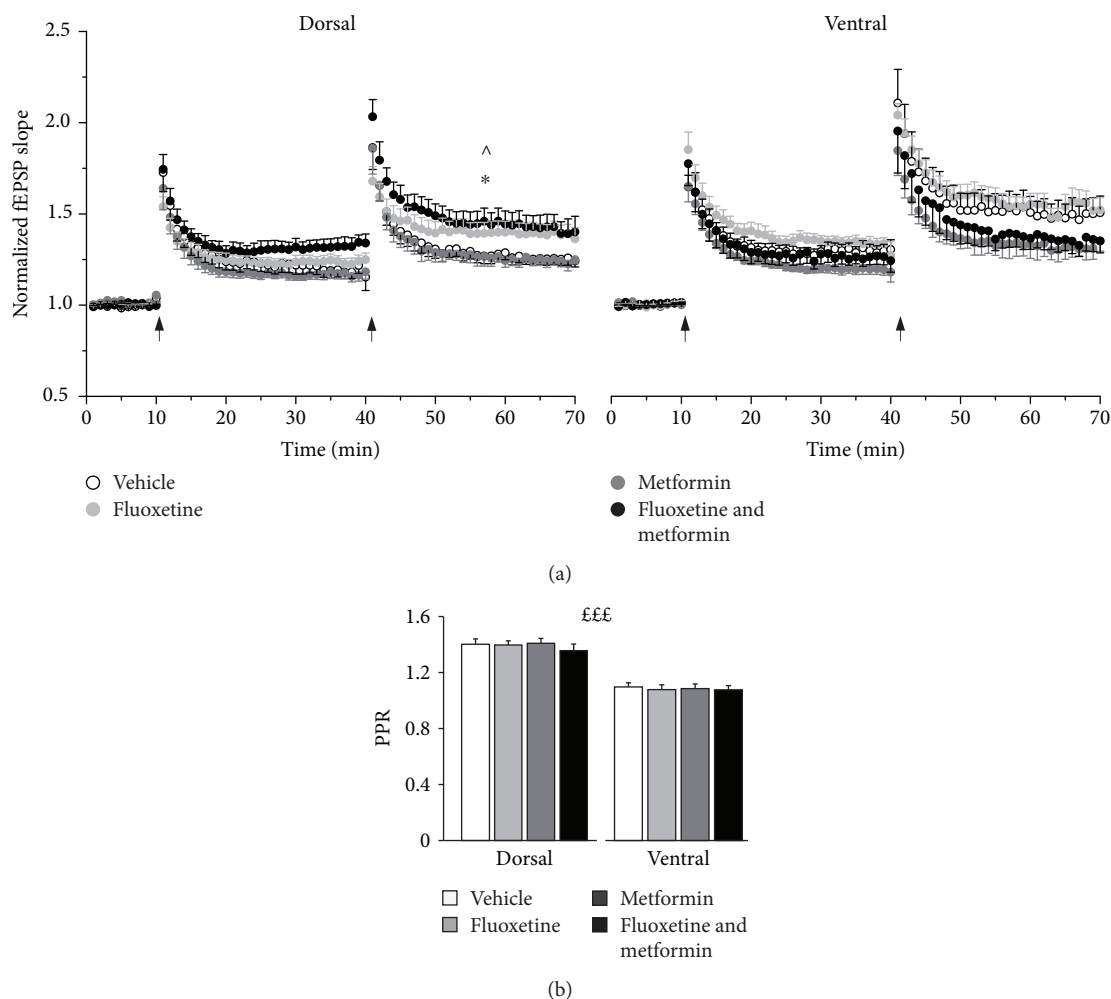 Dorsal
Ventral
Normalized fEPSP slope
2.5
2.0
1.5
1.0
0.5
^
*
0 10 20 30 40 50 60 70
0 10 20 30 40 50 60 70
Time (min)
Time (min)
Vehicle
Fluoxetine
Metformin
Fluoxetine and
metformin
(a)
PPR
1.6
1.2
0.8
0.4
0
£££
Dorsal
Ventral
Vehicle
Fluoxetine
Metformin
Fluoxetine and
metformin
(b)